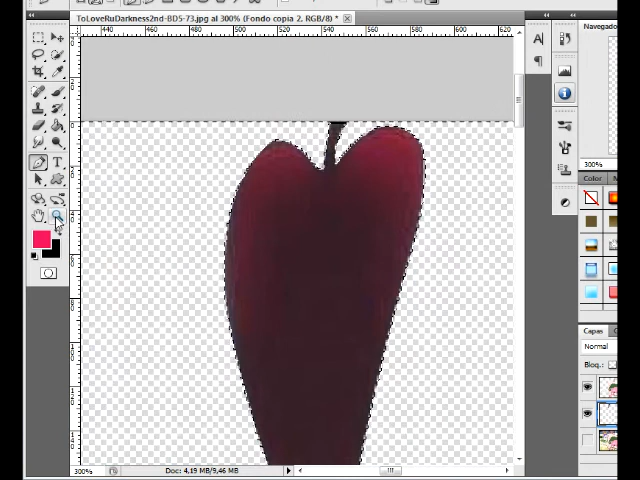 ToLoveRuDarkness2nd-BD5-73.jpg al 300% (Fondo copia 2, RGB/8) *
440 460 480 500 520 540 560 580 600 620
Navegado
300%
Color
Capas
Normal
Bloq.:
300% Doc: 4,19 MB/9,46 MB